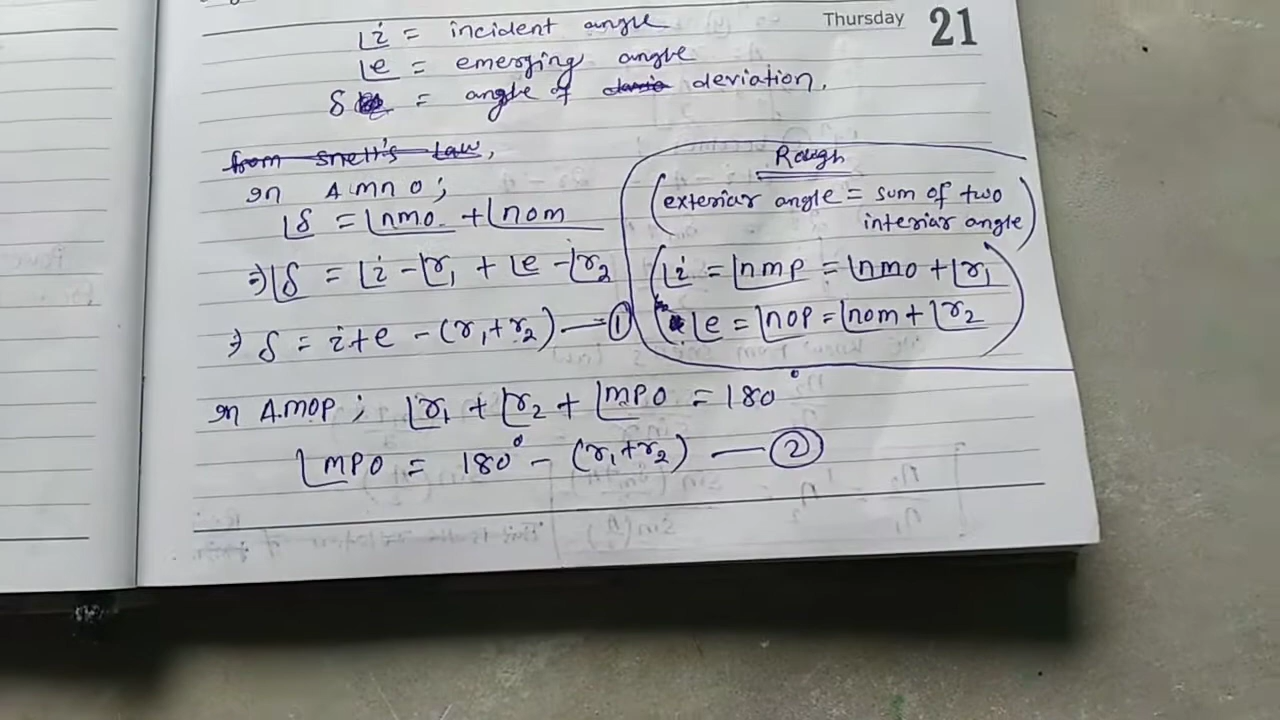 Thursday 21
∠i = incident angle
∠e = emerging angle
δ = angle of deviation.
from snell's law,
In Δmno;
∠δ = ∠nmo + ∠nom
⇒ ∠δ = ∠i - ∠r₁ + ∠e - ∠r₂
⇒ δ = i+e - (r₁+r₂) — ①
Rough
(exteriar angle = sum of two
interiar angle)
(∠i = ∠nmp = ∠nmo + ∠r₁
∠e = ∠nop = ∠nom + ∠r₂)
In Δmop; ∠r₁ + ∠r₂ + ∠mpo = 180°
∠mpo = 180° - (r₁+r₂) — ②